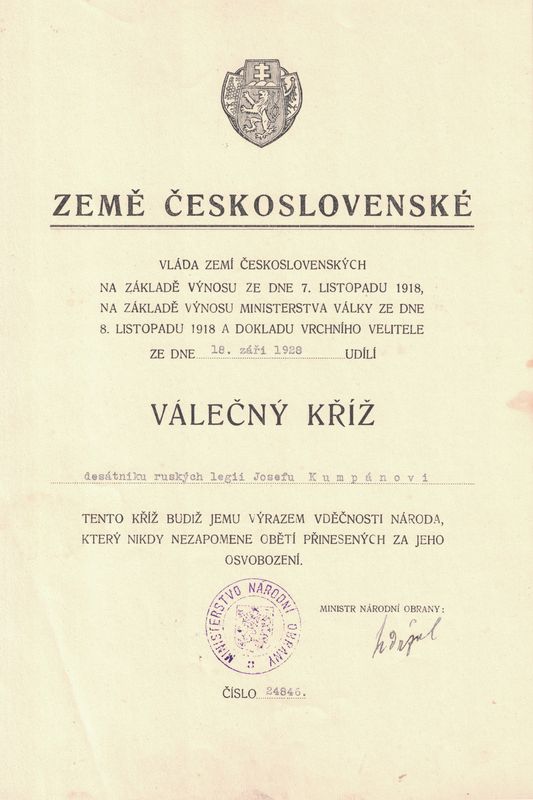 ZEMĚ ČESKOSLOVENSKÉ
VLÁDA ZEMÍ ČESKOSLOVENSKÝCH
NA ZÁKLADĚ VÝNOSU ZE DNE 7. LISTOPADU 1918,
NA ZÁKLADĚ VÝNOSU MINISTERSTVA VÁLKY ZE DNE
8. LISTOPADU 1918 A DOKLADU VRCHNÍHO VELITELE
ZE DNE 18. září 1928 UDÍLÍ
VÁLEČNÝ KŘÍŽ
desátníku ruských legií Josefu K u m p á n o v i
TENTO KŘÍŽ BUDIŽ JEMU VÝRAZEM VDĚČNOSTI NÁRODA,
KTERÝ NIKDY NEZAPOMENE OBĚTÍ PŘINESENÝCH ZA JEHO
OSVOBOZENÍ.
MINISTERSTVO NÁRODNÍ OBRANY
MINISTR NÁRODNÍ OBRANY:
ČÍSLO 24846.